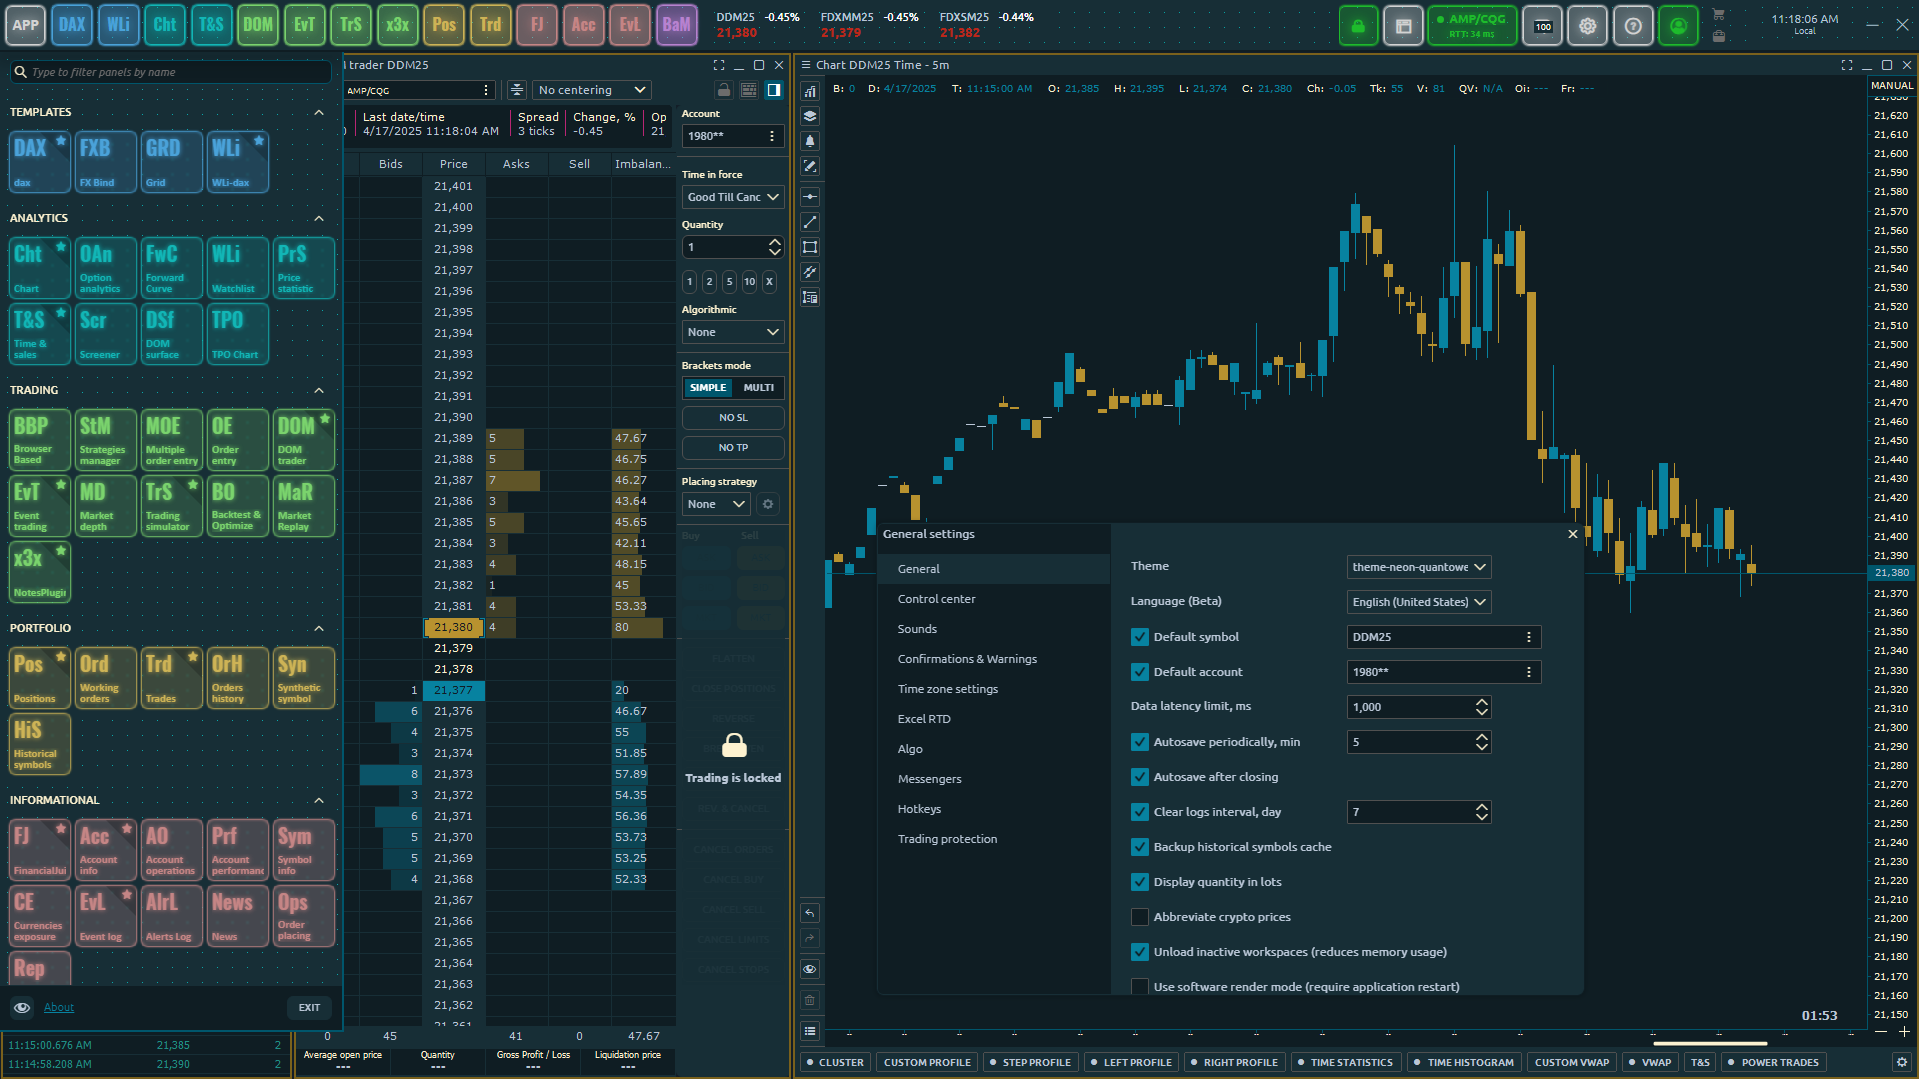 APP DAX WLi Cht T&S DOM EvT TrS x3x Pos Trd FJ Acc EvL BaM
DDM25 -0.45% FDXMM25 -0.45% FDXSM25 -0.44%
21,380 21,379 21,382
AMP/CQG
RTT: 34 ms
100
11:18:06 AM
Local
Type to filter panels by name
TEMPLATES
DAX FXB GRD WLi
dax FX Bind Grid WLi-dax
ANALYTICS
Cht OAn FwC WLi PrS
Chart Option analytics Forward Curve Watchlist Price statistic
T&S Scr DSf TPO
Time & sales Screener DOM surface TPO Chart
TRADING
BBP StM MOE OE DOM
Browser Based Strategies manager Multiple order entry Order entry DOM trader
EvT MD TrS BO MaR
Event trading Market depth Trading simulator Backtest & Optimize Market Replay
x3x
NotesPlugin
PORTFOLIO
Pos Ord Trd OrH Syn
Positions Working orders Trades Orders history Synthetic symbol
HiS
Historical symbols
INFORMATIONAL
FJ Acc AO Prf Sym
FinancialJui Account info Account operations Account performanc Symbol info
CE EvL AlrL News Ops
Currencies exposure Event log Alerts Log News Order placing
Rep
About EXIT
11:15:00.676 AM 21,385 2
11:14:58.208 AM 21,390 2
trader DDM25
AMP/CQG No centering
Last date/time Spread Change, % Op
4/17/2025 11:18:04 AM 3 ticks -0.45 21
Bids Price Asks Sell Imbalan...
21,401
21,400
21,399
21,398
21,397
21,396
21,395
21,394
21,393
21,392
21,391
21,390
21,389 5 47.67
21,388 5 46.75
21,387 7 46.27
21,386 3 43.64
21,385 5 45.65
21,384 3 42.11
21,383 4 48.15
21,382 1 45
21,381 4 53.33
21,380 4 80
21,379
21,378
1 21,377 20
6 21,376 46.67
4 21,375 55
3 21,374 51.85
8 21,373 57.89
3 21,372 54.35
6 21,371 56.36
5 21,370 53.73
5 21,369 53.25
4 21,368 52.33
21,367
21,366
21,365
21,364
21,363
21,362
21,361
0 45 41 0 47.67
Average open price Quantity Gross Profit / Loss Liquidation price
--- --- --- ---
Account
1980**
Time in force
Good Till Canc
Quantity
1
1 2 5 10 X
Algorithmic
None
Brackets mode
SIMPLE MULTI
NO SL
NO TP
Placing strategy
None
Buy Sell
FLATTEN
CLOSE POSITIONS
Trading is locked
REV. & CANCEL
CANCEL ORDERS
CANCEL BUY
CANCEL SELL
CANCEL LIMITS
CANCEL STOPS
Chart DDM25 Time - 5m
B: 0 D: 4/17/2025 T: 11:15:00 AM O: 21,385 H: 21,395 L: 21,374 C: 21,380 Ch: -0.05 Tk: 55 V: 81 QV: N/A Oi: --- Fr: ---
MANUAL
21,630
21,620
21,610
21,600
21,590
21,580
21,570
21,560
21,550
21,540
21,530
21,520
21,510
21,500
21,490
21,480
21,470
21,460
21,450
21,440
21,430
21,420
21,410
21,400
21,390
21,380
21,370
21,360
21,350
21,340
21,330
21,320
21,310
21,300
21,290
21,280
21,270
21,260
21,250
21,240
21,230
21,220
21,210
21,200
21,190
21,180
21,170
21,160
21,150
General settings
General
Control center
Sounds
Confirmations & Warnings
Time zone settings
Excel RTD
Algo
Messengers
Hotkeys
Trading protection
Theme theme-neon-quantowe
Language (Beta) English (United States)
Default symbol DDM25
Default account 1980**
Data latency limit, ms 1,000
Autosave periodically, min 5
Autosave after closing
Clear logs interval, day 7
Backup historical symbols cache
Display quantity in lots
Abbreviate crypto prices
Unload inactive workspaces (reduces memory usage)
Use software render mode (require application restart)
01:53
CLUSTER CUSTOM PROFILE STEP PROFILE LEFT PROFILE RIGHT PROFILE TIME STATISTICS TIME HISTOGRAM CUSTOM VWAP VWAP T&S POWER TRADES